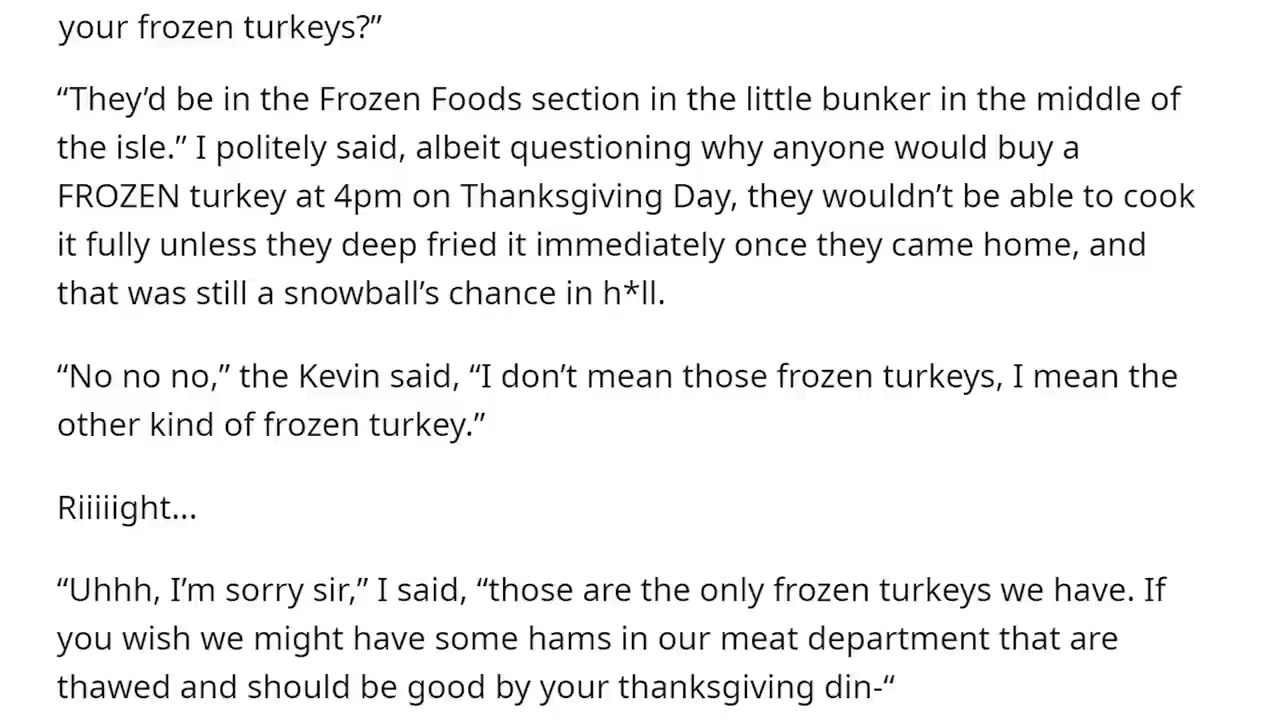 your frozen turkeys?”
“They’d be in the Frozen Foods section in the little bunker in the middle of
the isle.” I politely said, albeit questioning why anyone would buy a
FROZEN turkey at 4pm on Thanksgiving Day, they wouldn’t be able to cook
it fully unless they deep fried it immediately once they came home, and
that was still a snowball’s chance in h*ll.
“No no no,” the Kevin said, “I don’t mean those frozen turkeys, I mean the
other kind of frozen turkey.”
Riiiiight...
“Uhhh, I’m sorry sir,” I said, “those are the only frozen turkeys we have. If
you wish we might have some hams in our meat department that are
thawed and should be good by your thanksgiving din-“